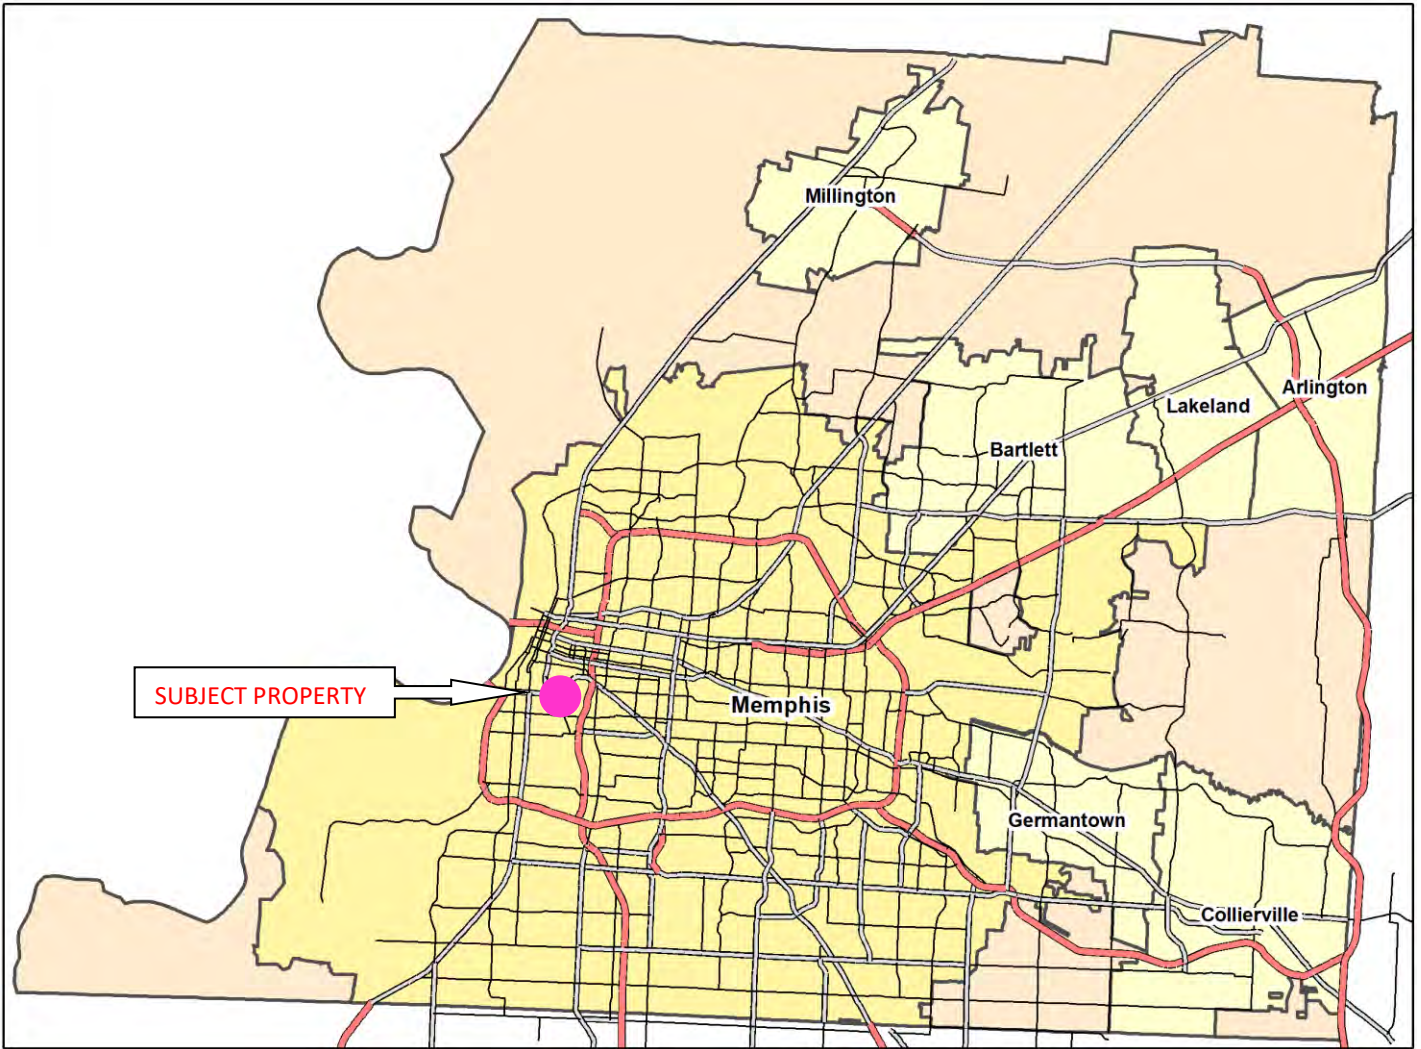 Millington
Arlington
Lakeland
Bartlett
SUBJECT PROPERTY
Memphis
Germantown
Collierville